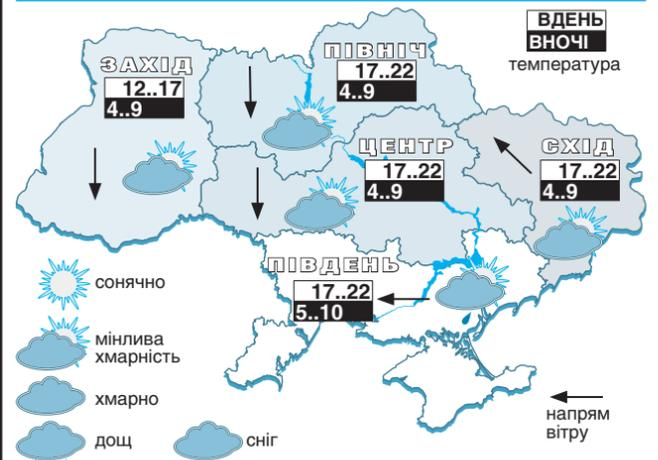 ВДЕНЬ
ВНОЧІ
температура
ПІВНІЧ
17..22
4..9
ЗАХІД
12..17
4..9
ЦЕНТР
17..22
4..9
СХІД
17..22
4..9
ПІВДЕНЬ
17..22
5..10
сонячно
мінлива
хмарність
хмарно
дощ
сніг
напрям
вітру